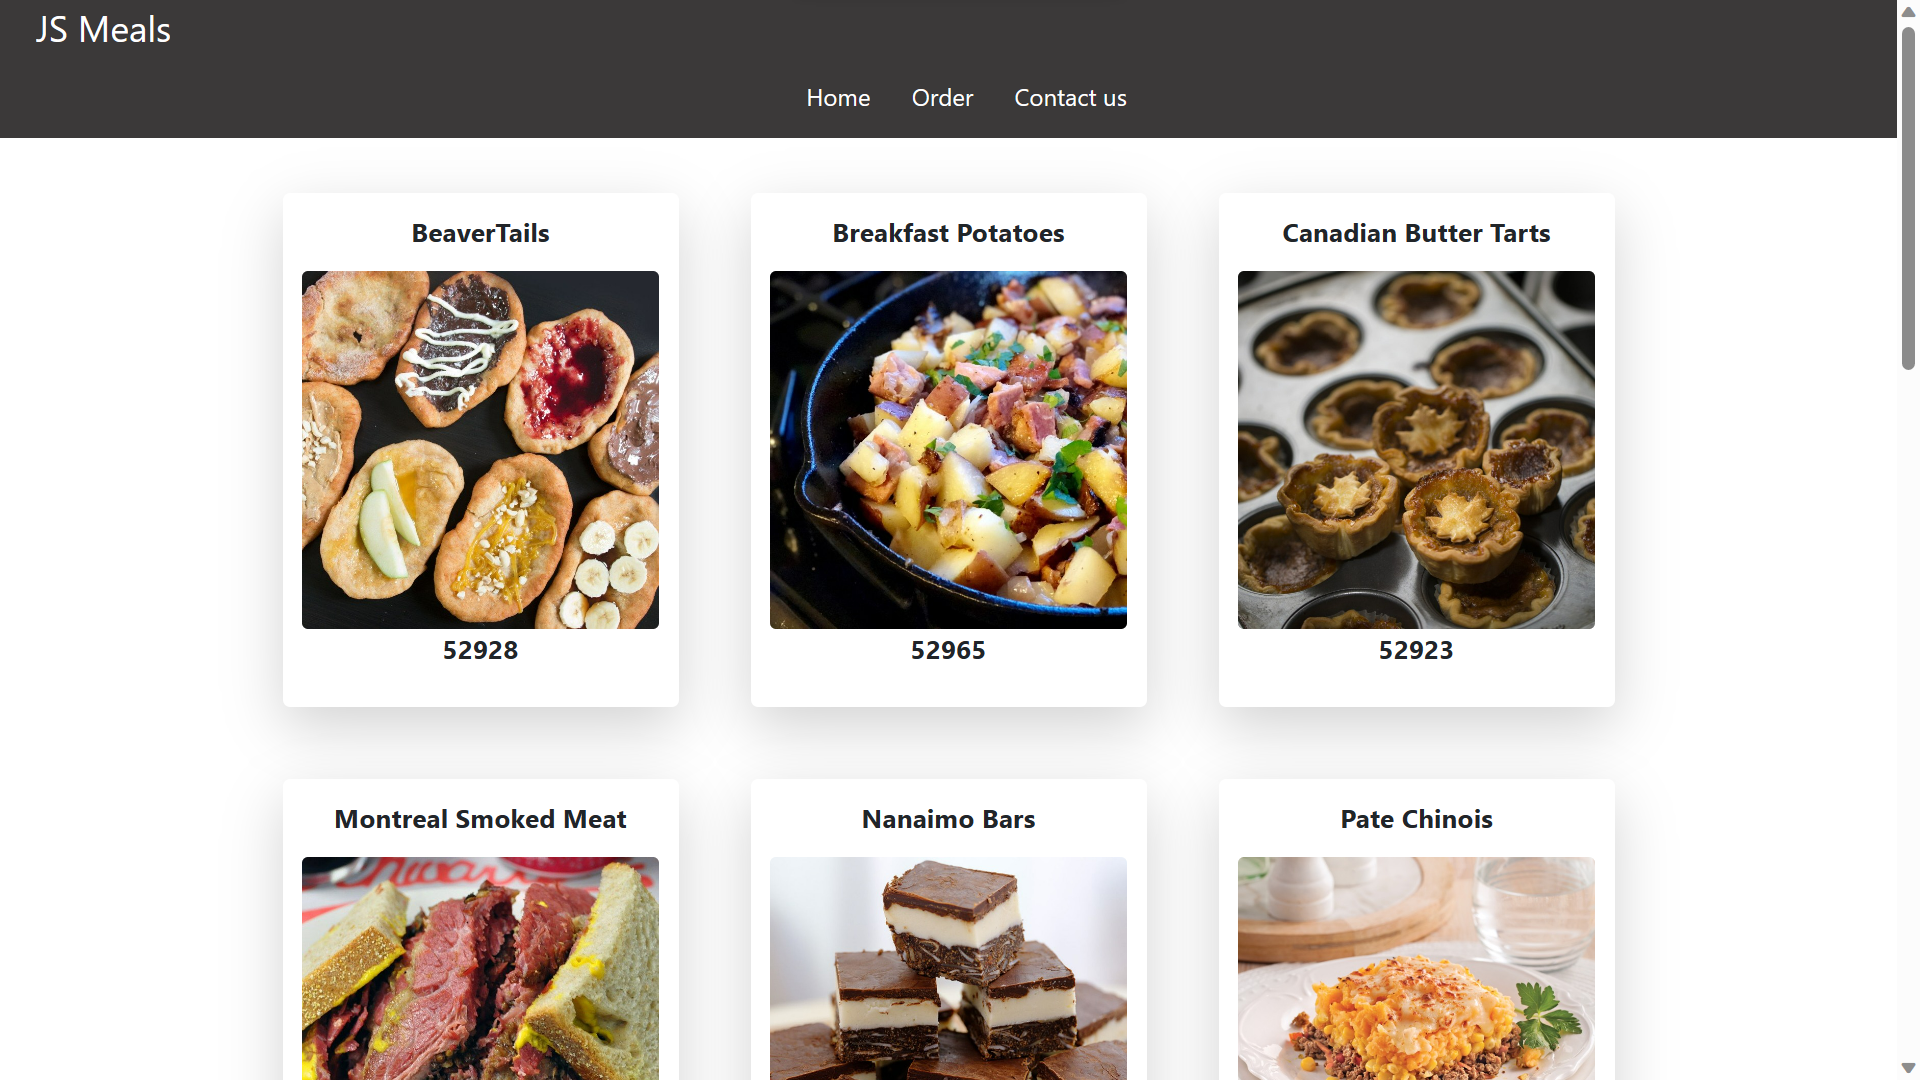 JS Meals
Home Order Contact us
BeaverTails
Breakfast Potatoes
Canadian Butter Tarts
52928
52965
52923
Montreal Smoked Meat
Nanaimo Bars
Pate Chinois